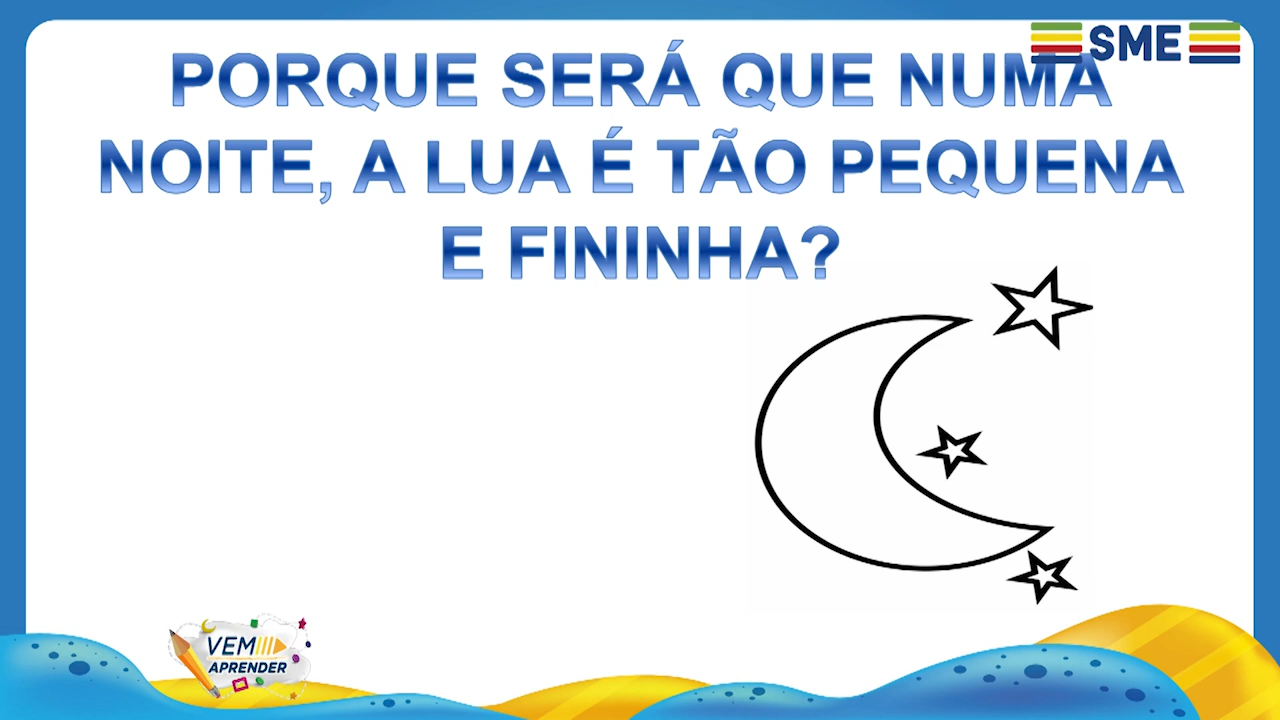 SME
PORQUE SERÁ QUE NUMA
NOITE, A LUA É TÃO PEQUENA
E FININHA?
VEM
APRENDER